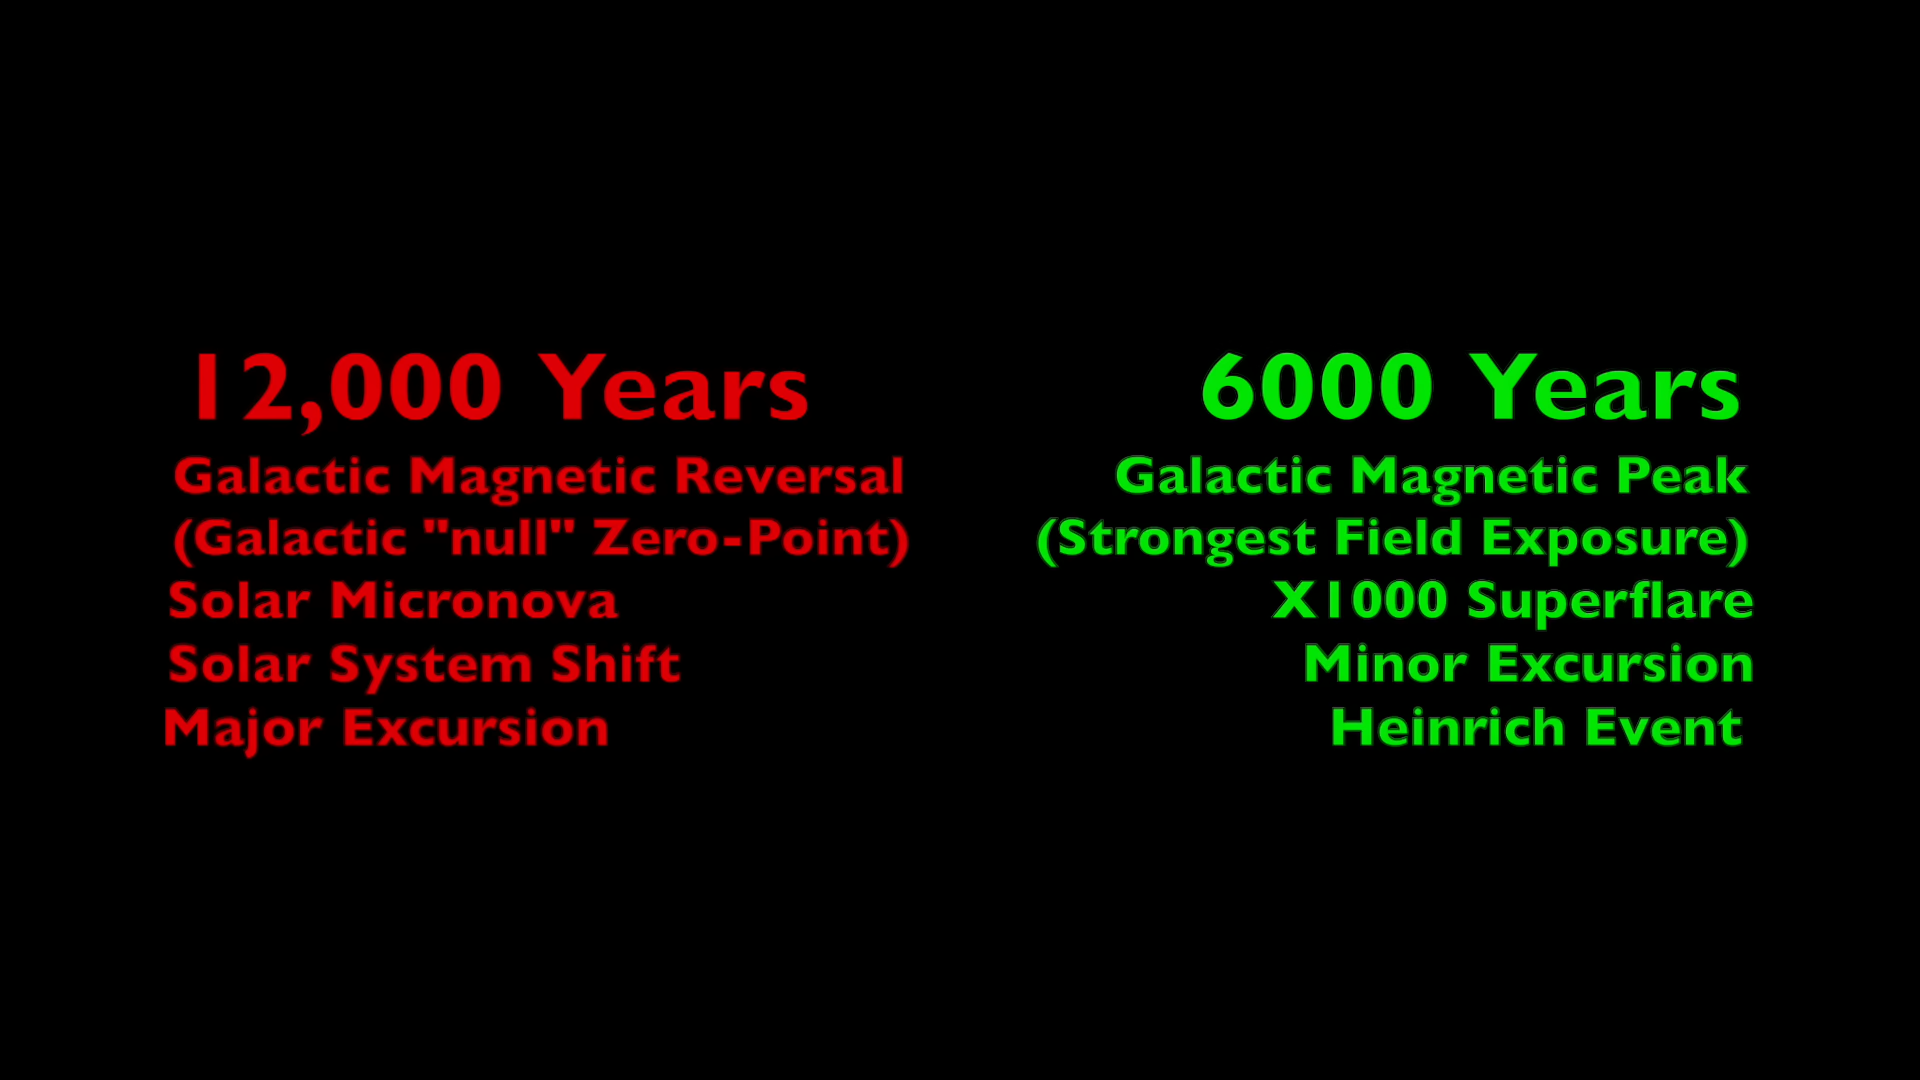 12,000 Years
Galactic Magnetic Reversal
(Galactic "null" Zero-Point)
Solar Micronova
Solar System Shift
Major Excursion
6000 Years
Galactic Magnetic Peak
(Strongest Field Exposure)
X1000 Superflare
Minor Excursion
Heinrich Event